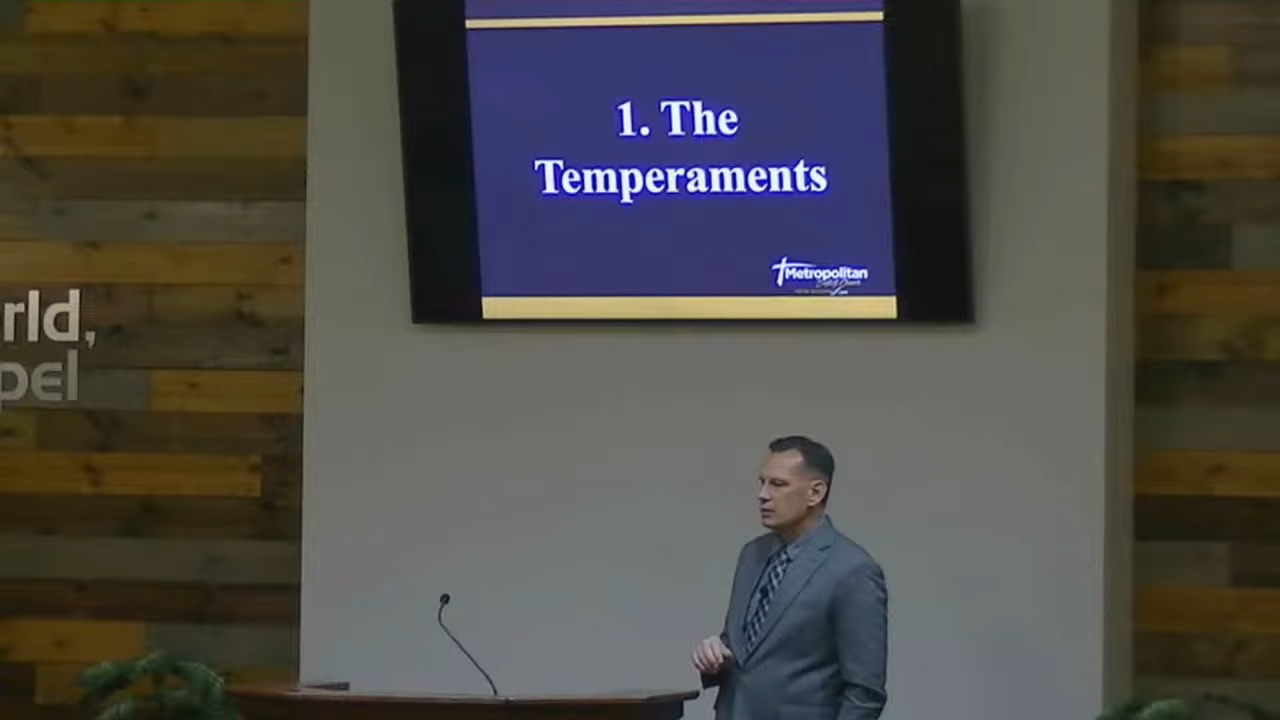 1. The
Temperaments
Metropolitan
rld,
pel